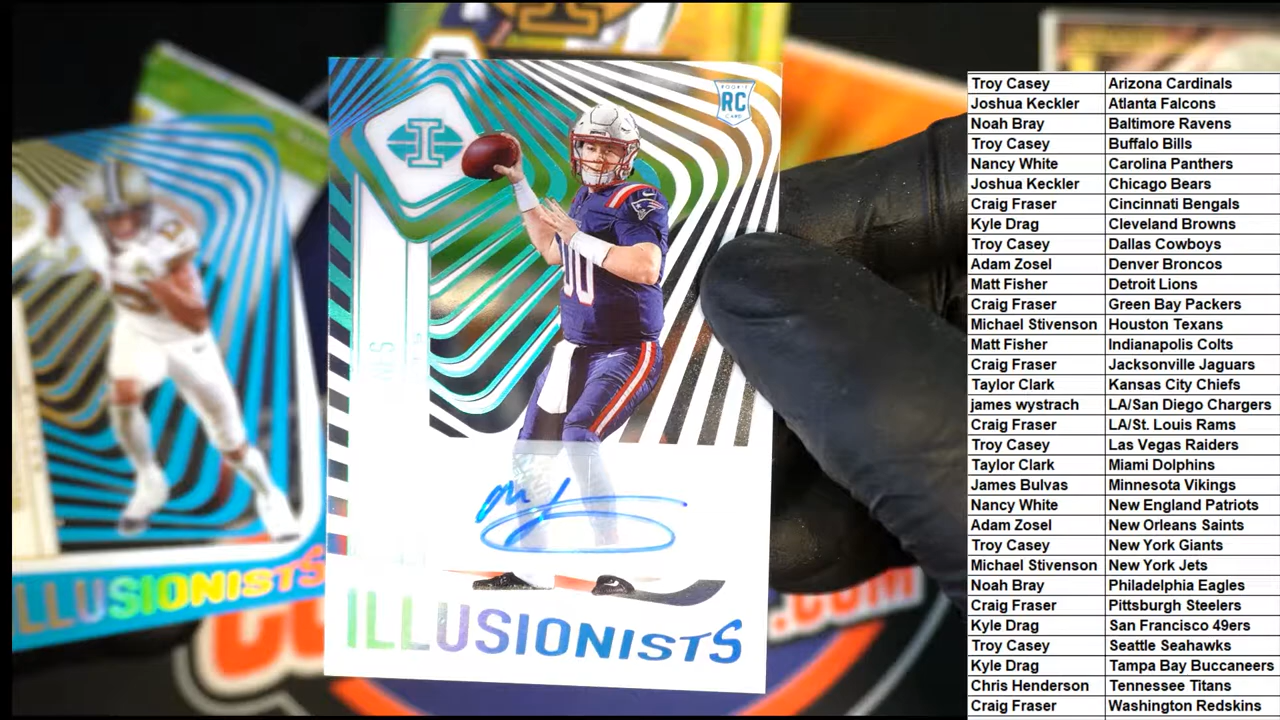 ROOKIE
RC
CARD
I
00
ILLUSIONISTS
ILLUSIONISTS
.com
Troy Casey Arizona Cardinals
Joshua Keckler Atlanta Falcons
Noah Bray Baltimore Ravens
Troy Casey Buffalo Bills
Nancy White Carolina Panthers
Joshua Keckler Chicago Bears
Craig Fraser Cincinnati Bengals
Kyle Drag Cleveland Browns
Troy Casey Dallas Cowboys
Adam Zosel Denver Broncos
Matt Fisher Detroit Lions
Craig Fraser Green Bay Packers
Michael Stivenson Houston Texans
Matt Fisher Indianapolis Colts
Craig Fraser Jacksonville Jaguars
Taylor Clark Kansas City Chiefs
james wystrach LA/San Diego Chargers
Craig Fraser LA/St. Louis Rams
Troy Casey Las Vegas Raiders
Taylor Clark Miami Dolphins
James Bulvas Minnesota Vikings
Nancy White New England Patriots
Adam Zosel New Orleans Saints
Troy Casey New York Giants
Michael Stivenson New York Jets
Noah Bray Philadelphia Eagles
Craig Fraser Pittsburgh Steelers
Kyle Drag San Francisco 49ers
Troy Casey Seattle Seahawks
Kyle Drag Tampa Bay Buccaneers
Chris Henderson Tennessee Titans
Craig Fraser Washington Redskins